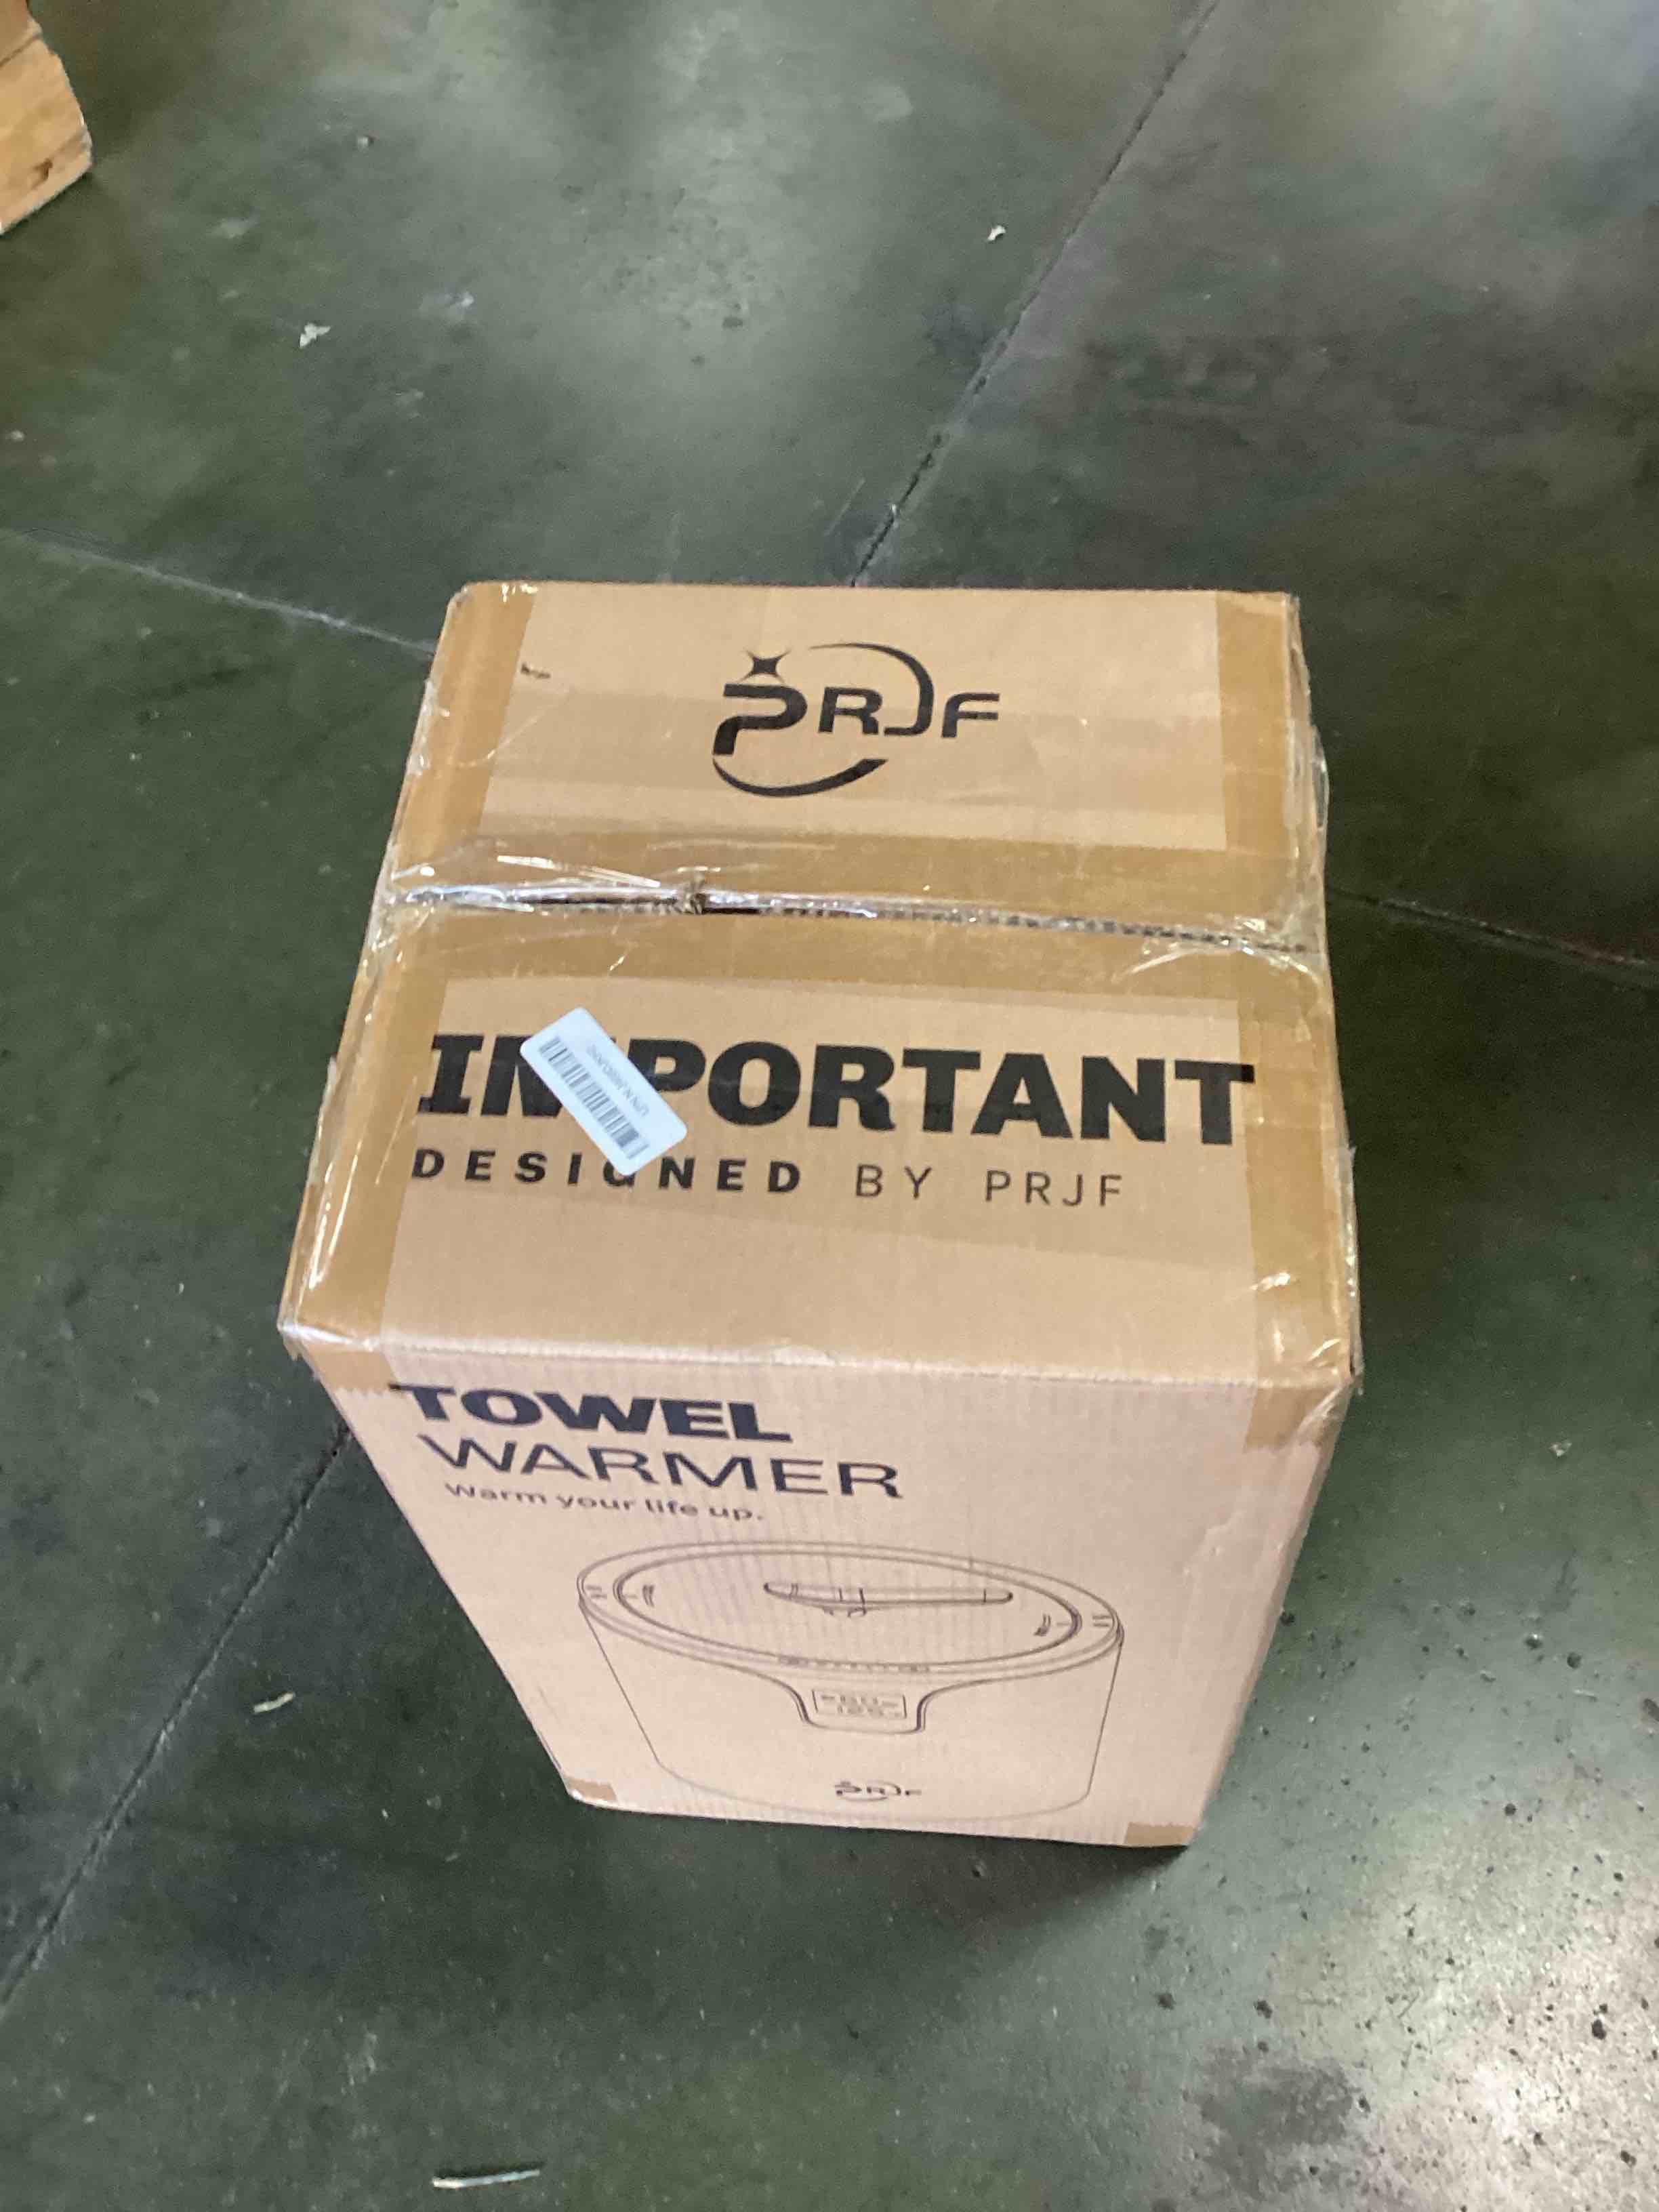 PRJF
IMPORTANT
DESIGNED BY PRJF
TOWEL
WARMER
Warm your life up.
PRJF